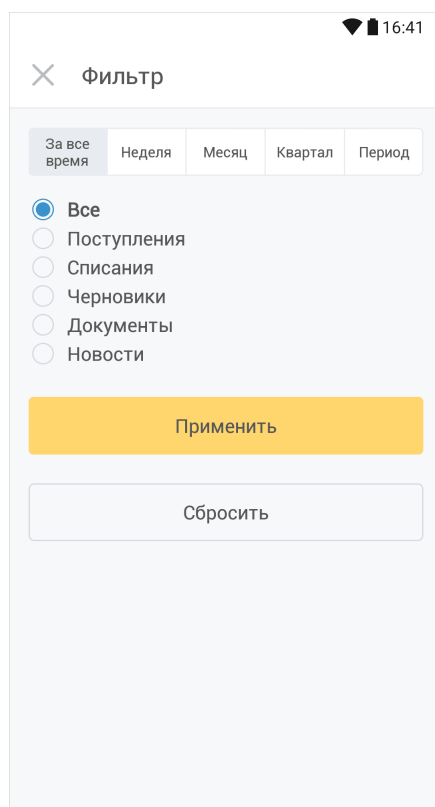 16:41
Фильтр
За все
время
Неделя
Месяц
Квартал
Период
Все
Поступления
Списания
Черновики
Документы
Новости
Применить
Сбросить